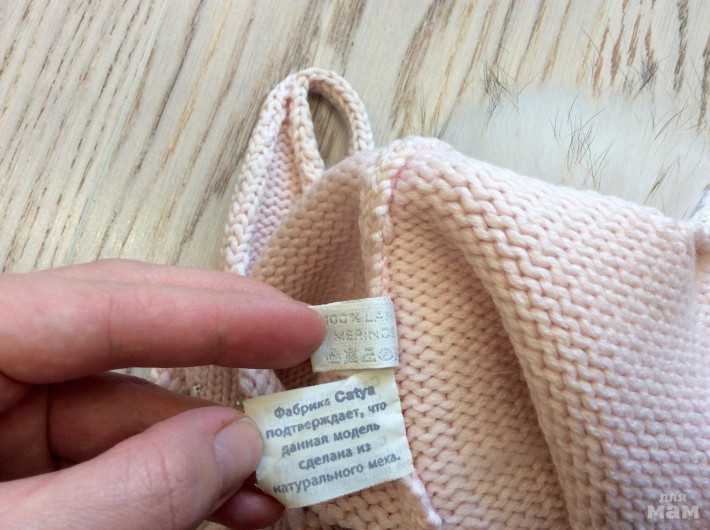 100% LA
MERINO
Фабрика Catya
подтверждает, что
данная модель
сделана из
натурального меха.
для
мам